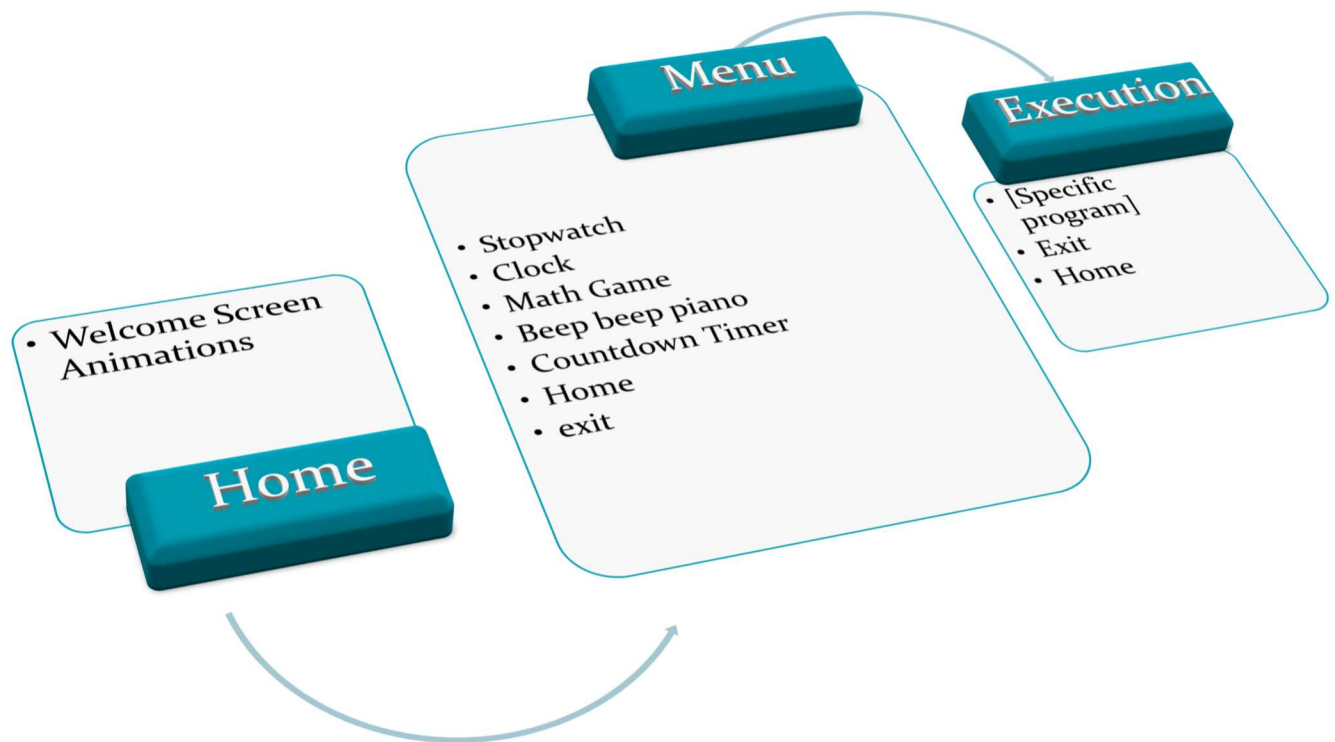 Home
• Welcome Screen
Animations
Menu
• Stopwatch
• Clock
• Math Game
• Beep beep piano
• Countdown Timer
• Home
• exit
Execution
• [Specific
program]
• Exit
• Home